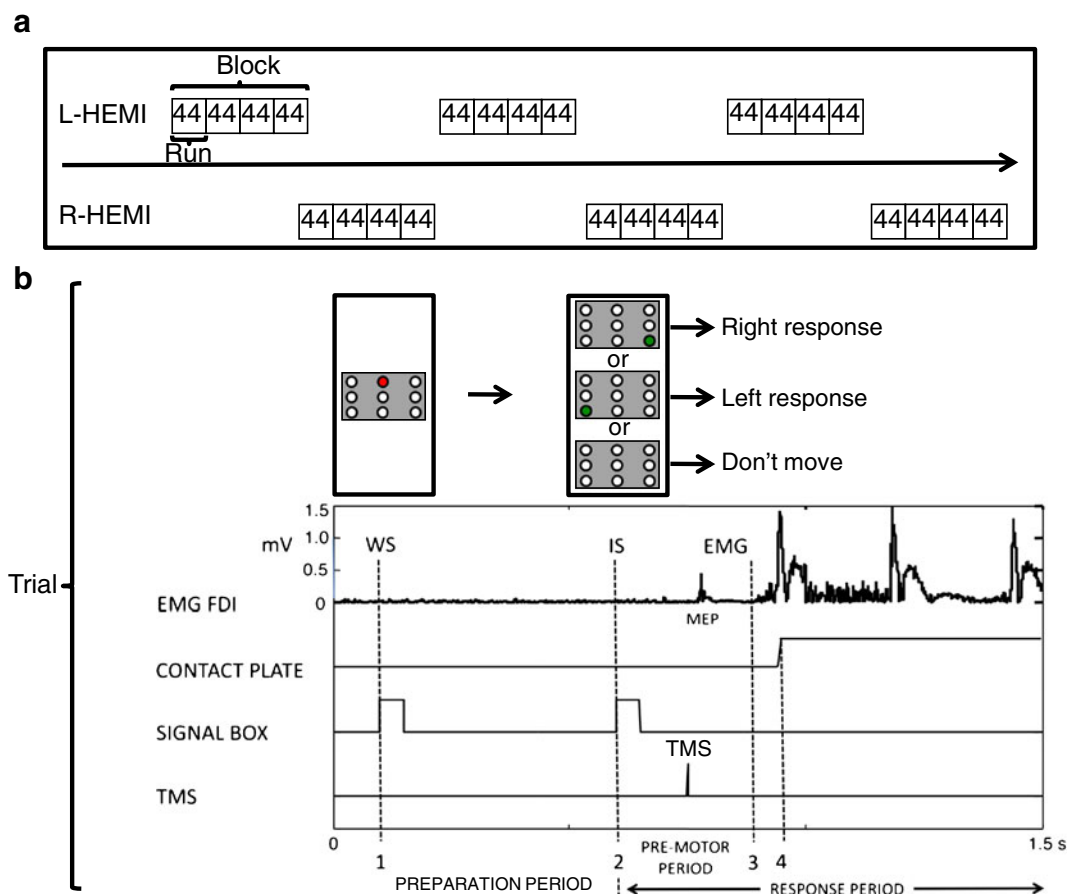 a
Block
L-HEMI 44 44 44 44 44 44 44 44 44 44 44 44
Run
R-HEMI 44 44 44 44 44 44 44 44 44 44 44 44
b
Trial
Right response
or
Left response
or
Don't move
1.5
1.0
mV
0.5
0
WS IS EMG
EMG FDI
MEP
CONTACT PLATE
SIGNAL BOX
TMS
TMS
0 1.5 s
1 2 3 4
PRE-MOTOR
PERIOD
PREPARATION PERIOD
RESPONSE PERIOD